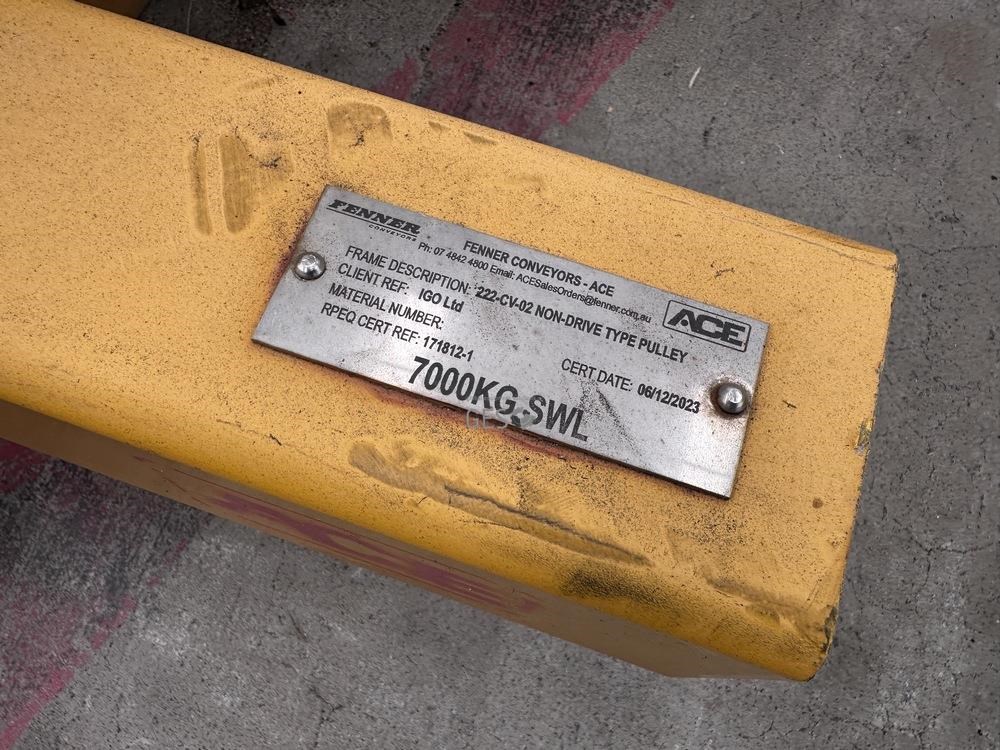 FENNER
CONVEYORS
FENNER CONVEYORS - ACE
Ph: 07 4842 4800 Email: ACESalesOrders@fenner.com.au
ACE
FRAME DESCRIPTION: 222-CV-02 NON-DRIVE TYPE PULLEY
CLIENT REF: IGO Ltd
MATERIAL NUMBER:
RPEQ CERT REF: 171812-1
CERT DATE: 06/12/2023
7000KG SWL
GES